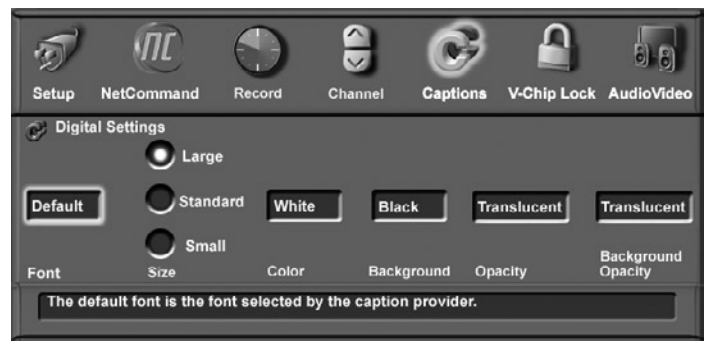 NC
Setup NetCommand Record Channel Captions V-Chip Lock AudioVideo
Digital Settings
Large
Default Standard White Black Translucent Translucent
Small
Font Size Color Background Opacity Background Opacity
The default font is the font selected by the caption provider.